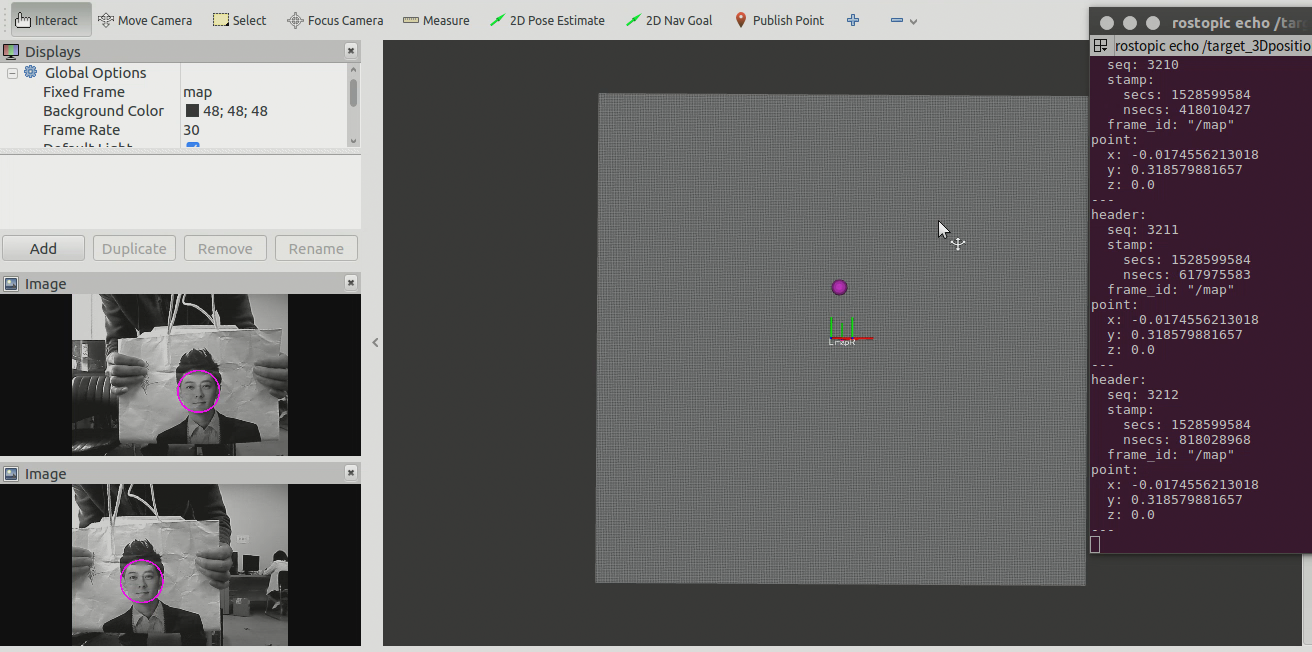 Interact Move Camera Select Focus Camera Measure 2D Pose Estimate 2D Nav Goal Publish Point
Displays
Global Options
Fixed Frame map
Background Color 48; 48; 48
Frame Rate 30
Default Light
Add Duplicate Remove Rename
Image
Image
map
rostopic echo /tar
rostopic echo /target_3Dpositio
seq: 3210
stamp:
secs: 1528599584
nsecs: 418010427
frame_id: "/map"
point:
x: -0.0174556213018
y: 0.318579881657
z: 0.0
---
header:
seq: 3211
stamp:
secs: 1528599584
nsecs: 617975583
frame_id: "/map"
point:
x: -0.0174556213018
y: 0.318579881657
z: 0.0
---
header:
seq: 3212
stamp:
secs: 1528599584
nsecs: 818028968
frame_id: "/map"
point:
x: -0.0174556213018
y: 0.318579881657
z: 0.0
---